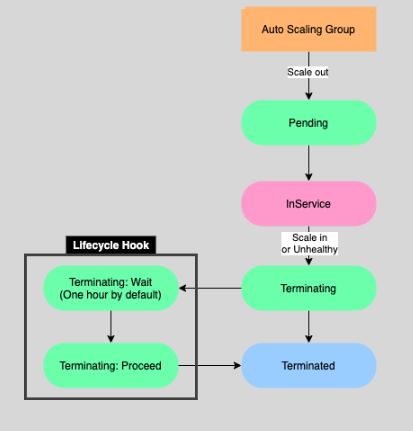 Auto Scaling Group
Scale out
Pending
InService
Scale in
or Unhealthy
Lifecycle Hook
Terminating: Wait
(One hour by default)
Terminating
Terminating: Proceed
Terminated